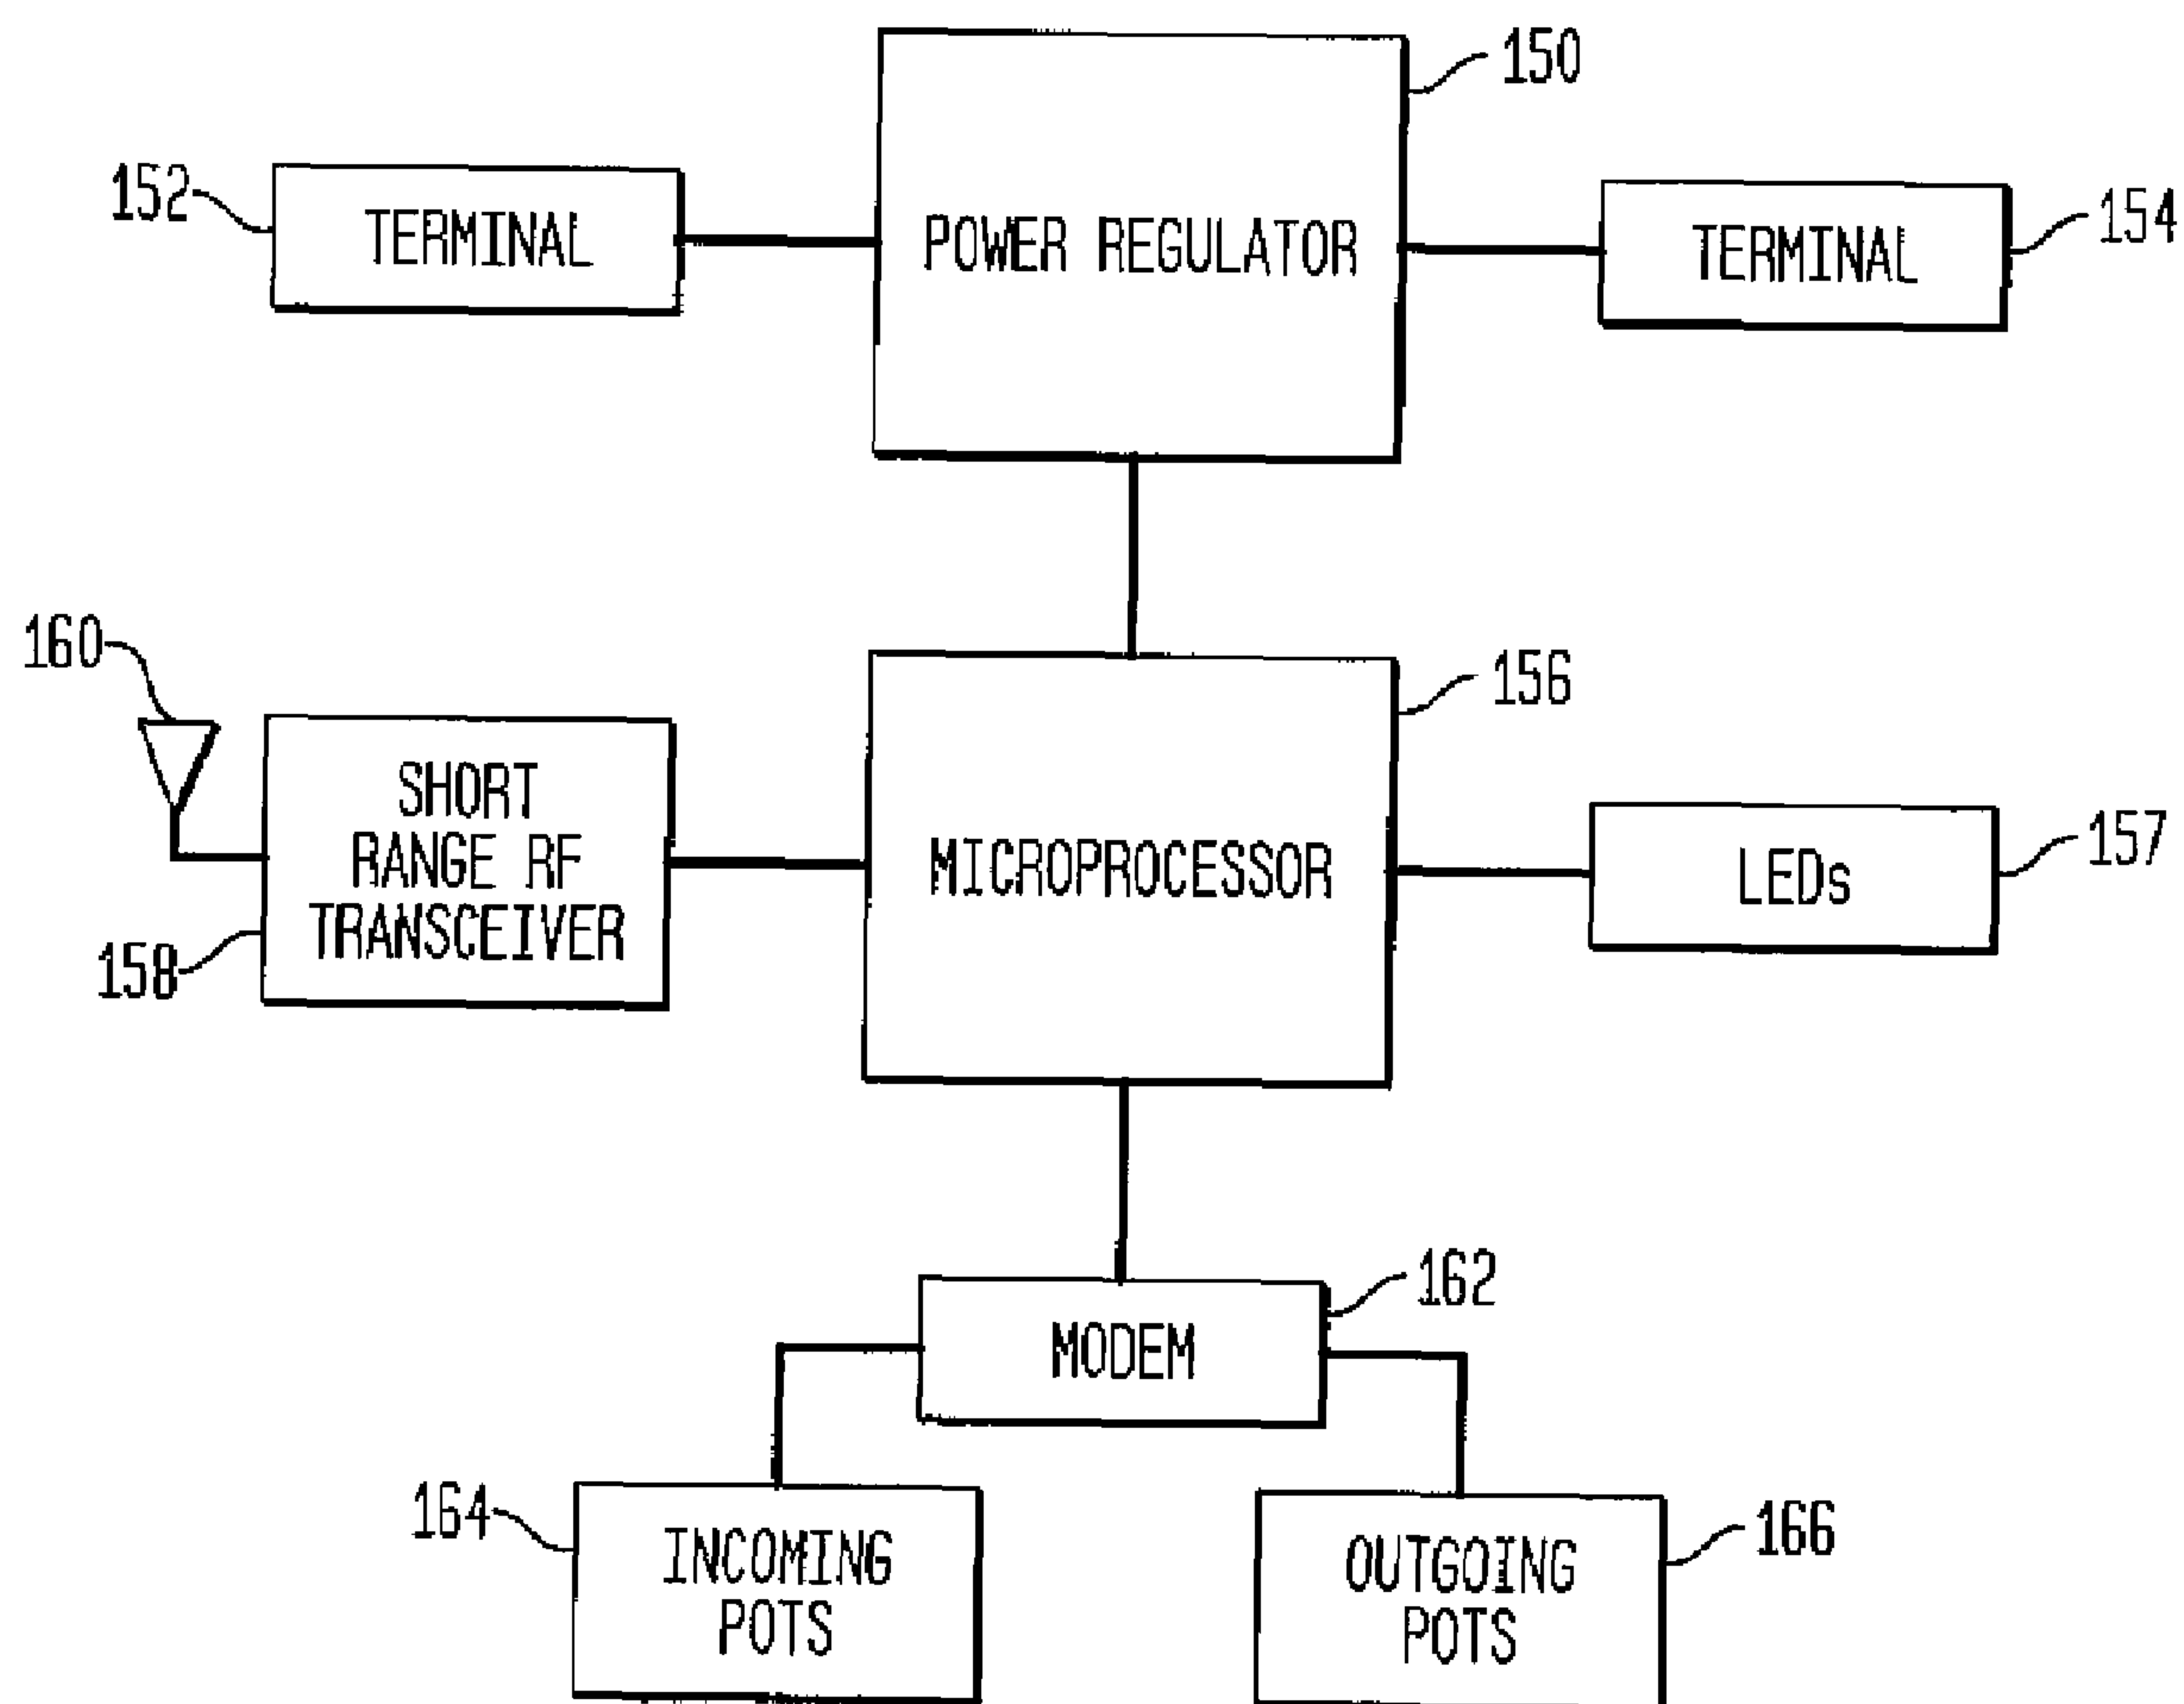 150
152
TERMINAL
POWER REGULATOR
TERMINAL
154
160
156
SHORT
RANGE RF
TRANSCEIVER
158
MICROPROCESSOR
LEDs
157
162
MODEM
164
INCOMING
POTS
OUTGOING
POTS
166